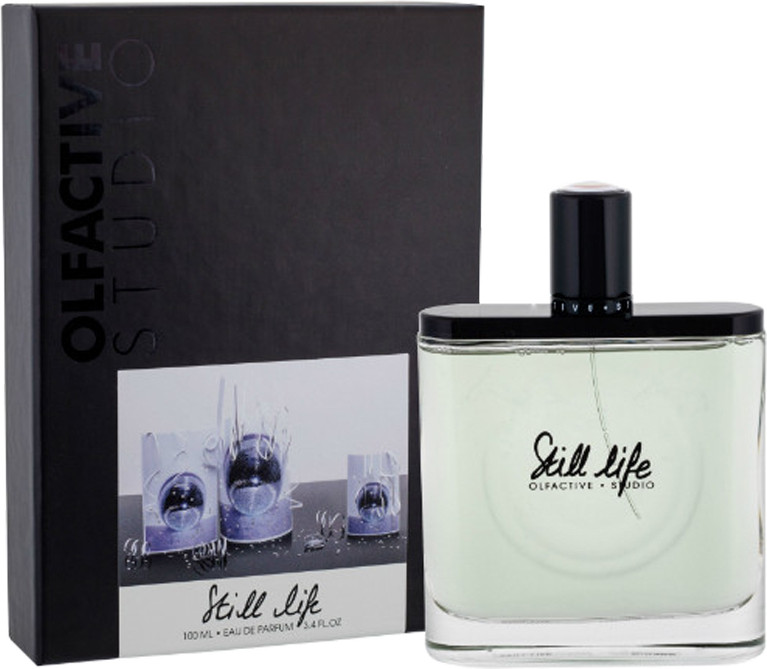 OLFACTIVE
STUDIO
Still life
100 ML • EAU DE PARFUM • 3.4 FL.OZ
Still life
OLFACTIVE • STUDIO